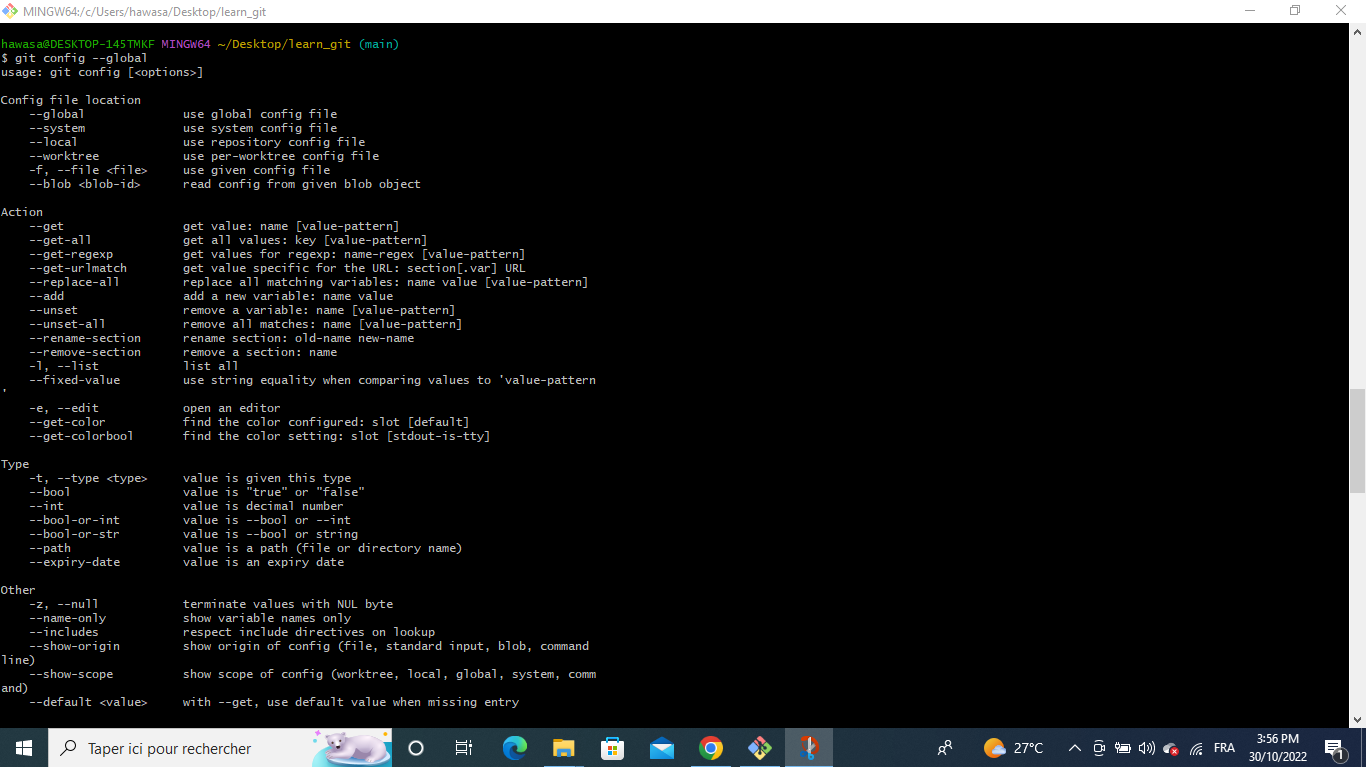 MINGW64:/c/Users/hawasa/Desktop/learn_git
hawasa@DESKTOP-145TMKF MINGW64 ~/Desktop/learn_git (main)
$ git config --global
usage: git config [<options>]
Config file location
--global use global config file
--system use system config file
--local use repository config file
--worktree use per-worktree config file
-f, --file <file> use given config file
--blob <blob-id> read config from given blob object
Action
--get get value: name [value-pattern]
--get-all get all values: key [value-pattern]
--get-regexp get values for regexp: name-regex [value-pattern]
--get-urlmatch get value specific for the URL: section[.var] URL
--replace-all replace all matching variables: name value [value-pattern]
--add add a new variable: name value
--unset remove a variable: name [value-pattern]
--unset-all remove all matches: name [value-pattern]
--rename-section rename section: old-name new-name
--remove-section remove a section: name
-l, --list list all
--fixed-value use string equality when comparing values to 'value-pattern
'
-e, --edit open an editor
--get-color find the color configured: slot [default]
--get-colorbool find the color setting: slot [stdout-is-tty]
Type
-t, --type <type> value is given this type
--bool value is "true" or "false"
--int value is decimal number
--bool-or-int value is --bool or --int
--bool-or-str value is --bool or string
--path value is a path (file or directory name)
--expiry-date value is an expiry date
Other
-z, --null terminate values with NUL byte
--name-only show variable names only
--includes respect include directives on lookup
--show-origin show origin of config (file, standard input, blob, command
line)
--show-scope show scope of config (worktree, local, global, system, comm
and)
--default <value> with --get, use default value when missing entry
Taper ici pour rechercher
27°C
FRA
3:56 PM
30/10/2022
1